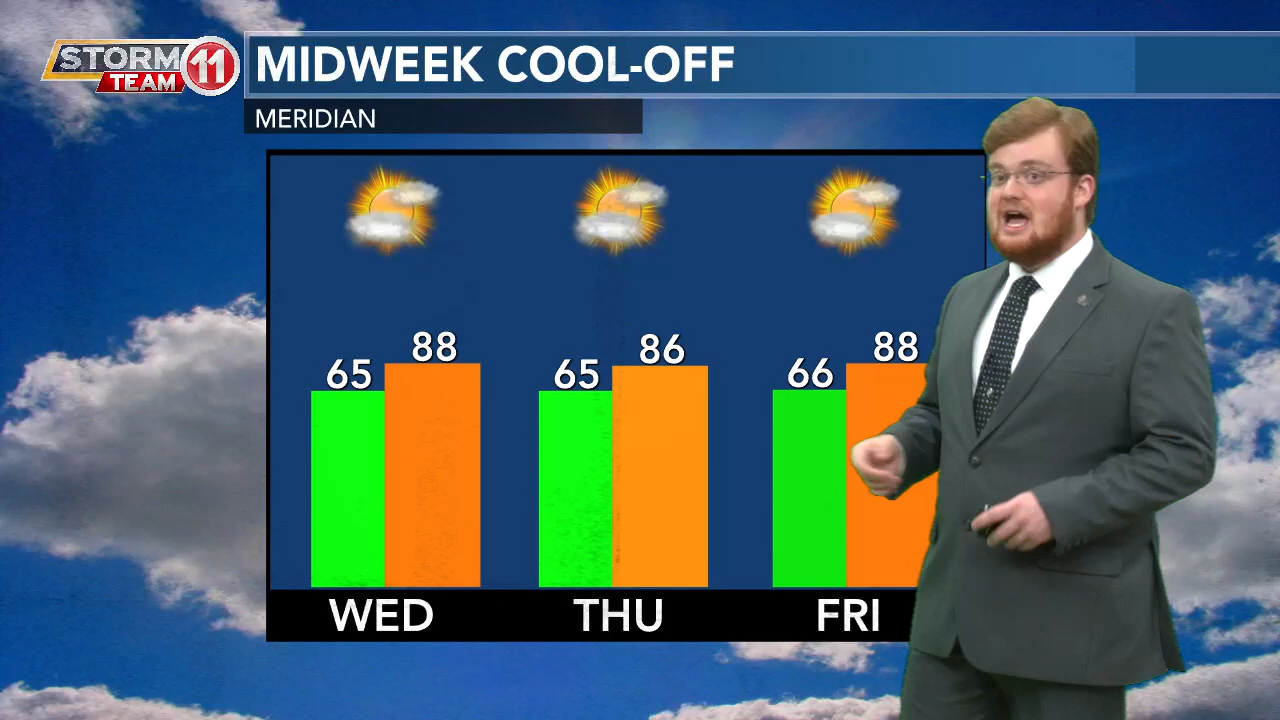 STORM
TEAM
11
MIDWEEK COOL-OFF
MERIDIAN
65 88 65 86 66 88
WED THU FRI